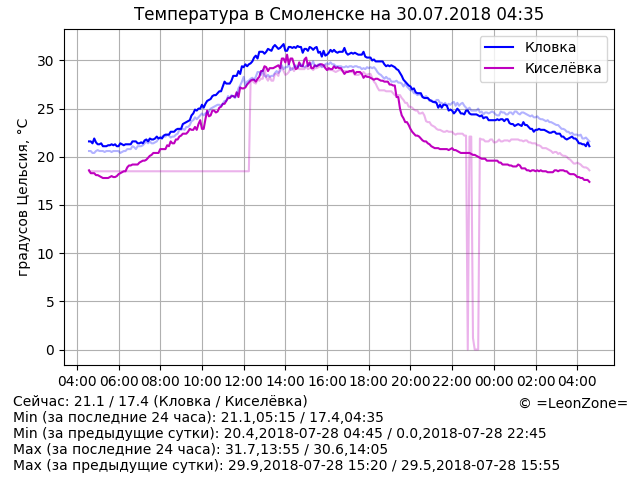 Температура в Смоленске на 30.07.2018 04:35
градусов Цельсия, °C
30
25
20
15
10
5
0
Кловка
Киселёвка
04:00 06:00 08:00 10:00 12:00 14:00 16:00 18:00 20:00 22:00 00:00 02:00 04:00
Сейчас: 21.1 / 17.4 (Кловка / Киселёвка)
© =LeonZone=
Min (за последние 24 часа): 21.1,05:15 / 17.4,04:35
Min (за предыдущие сутки): 20.4,2018-07-28 04:45 / 0.0,2018-07-28 22:45
Max (за последние 24 часа): 31.7,13:55 / 30.6,14:05
Max (за предыдущие сутки): 29.9,2018-07-28 15:20 / 29.5,2018-07-28 15:55